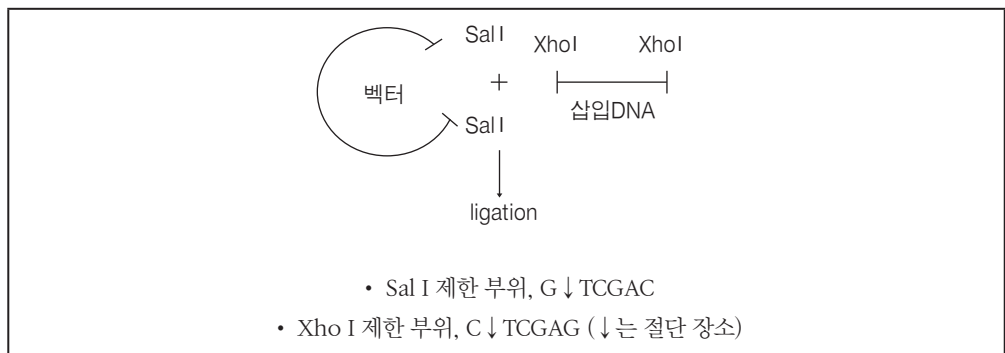 Sal I
XhoI XhoI
벡터 +
삽입DNA
Sal I
ligation
• Sal I 제한 부위, G↓TCGAC
• Xho I 제한 부위, C↓TCGAG (↓는 절단 장소)